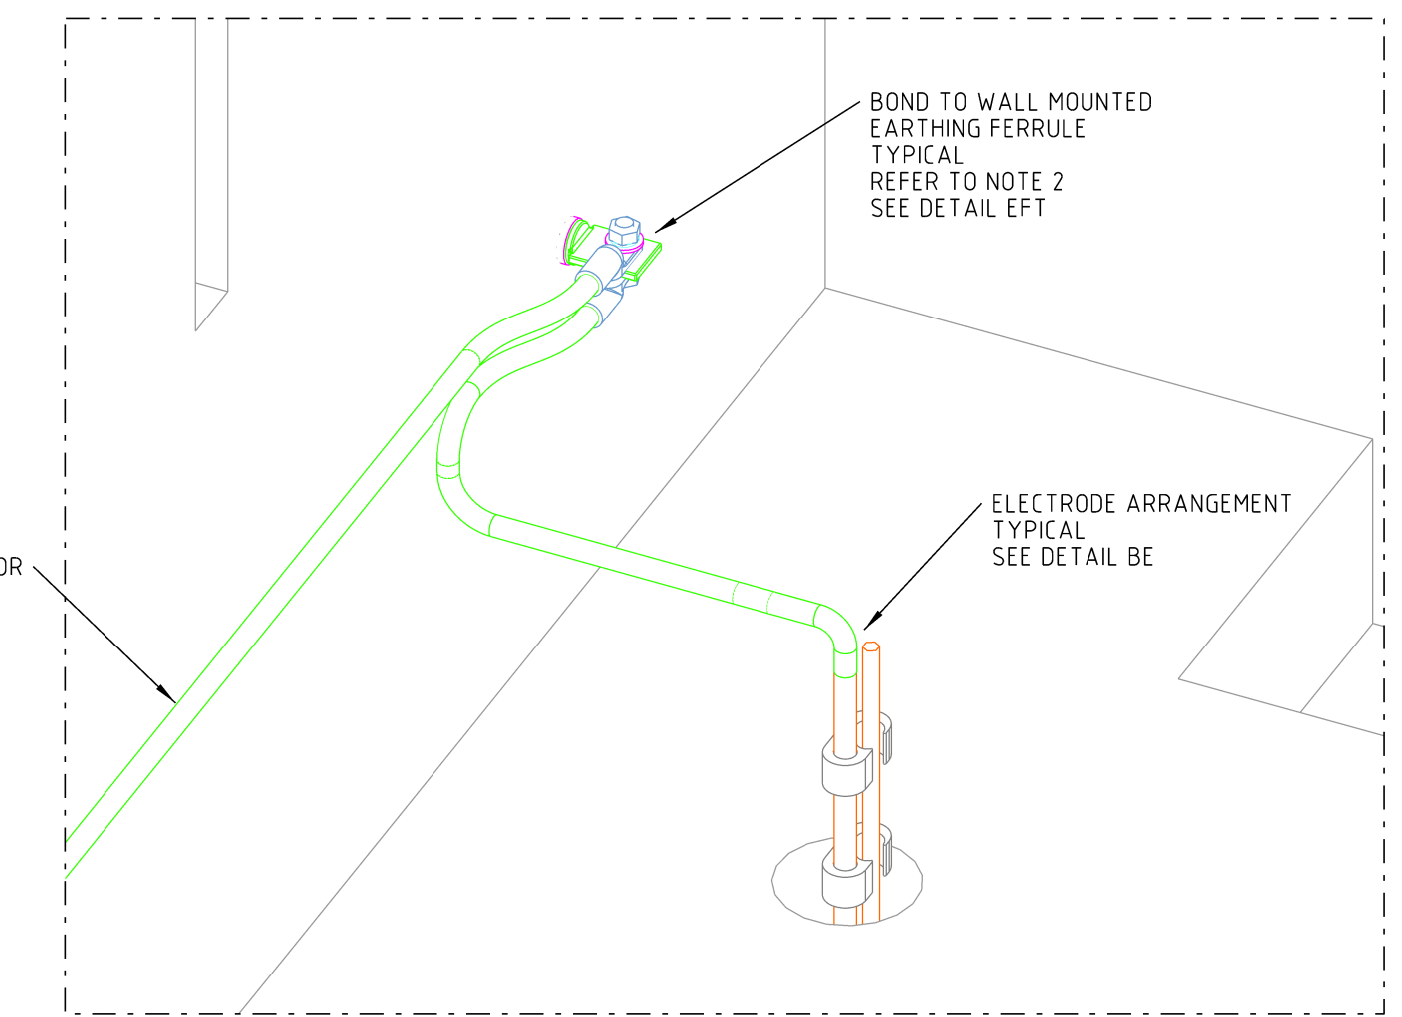 BOND TO WALL MOUNTED
EARTHING FERRULE
TYPICAL
REFER TO NOTE 2
SEE DETAIL EFT
ELECTRODE ARRANGEMENT
TYPICAL
SEE DETAIL BE
OR